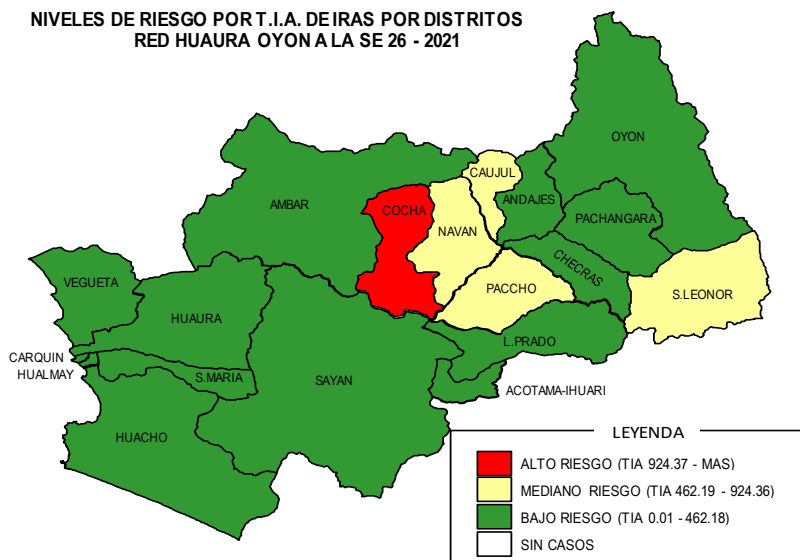 NIVELES DE RIESGO POR T.I.A. DE IRAS POR DISTRITOS
RED HUAURA OYON A LA SE 26 - 2021
OYON
CAUJUL
ANDAJES
AMBAR
COCHA
PACHANGARA
NAVAN
CHECRAS
VEGUETA
PACCHO
S.LEONOR
HUAURA
L.PRADO
CARQUIN
HUALMAY
S.MARIA
SAYAN
ACOTAMA-IHUARI
HUACHO
LEYENDA
ALTO RIESGO (TIA 924.37 - MAS)
MEDIANO RIESGO (TIA 462.19 - 924.36)
BAJO RIESGO (TIA 0.01 - 462.18)
SIN CASOS